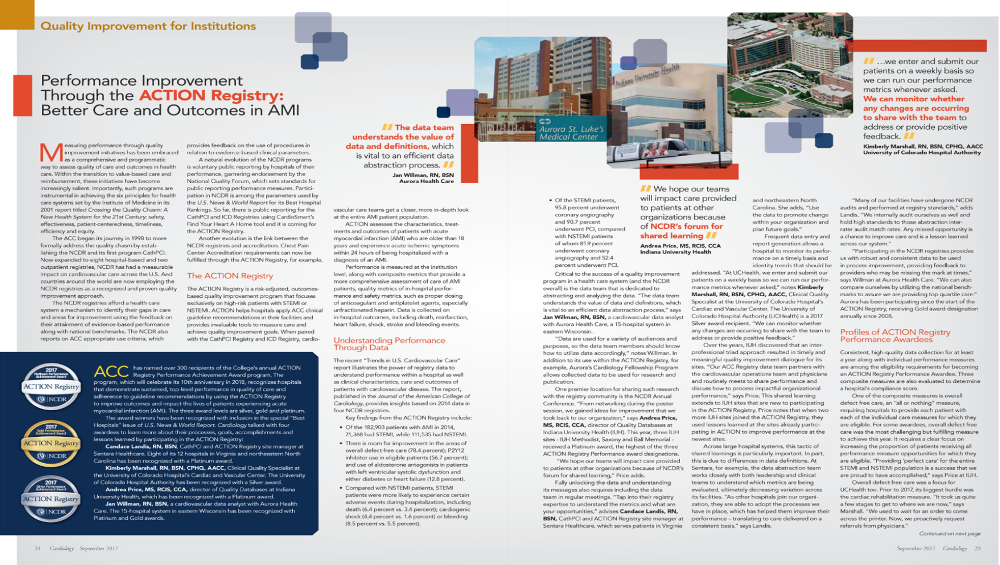 Quality Improvement for Institutions
Performance Improvement
Through the ACTION Registry:
Better Care and Outcomes in AMI
Measuring performance through quality
improvement initiatives has been embraced
as a comprehensive and programmatic
way to assess quality of care and outcomes in health
care. Within the transition to value-based care and
reimbursement, these initiatives have become
increasingly salient. Importantly, such programs are
instrumental in achieving the six principles for health
care systems set by the Institute of Medicine in its
2001 report titled Crossing the Quality Chasm: A
New Health System for the 21st Century: safety,
effectiveness, patient-centeredness, timeliness,
efficiency and equity.
The ACC began its journey in 1998 to more
formally address the quality chasm by estab-
lishing the NCDR and its first program CathPCI.
Now expanded to eight hospital-based and two
outpatient registries, NCDR has had a measurable
impact on cardiovascular care across the U.S. And
countries around the world are now employing the
NCDR registries as a recognized and proven quality
improvement approach.
The NCDR registries afford a health care
system a mechanism to identify their gaps in care
and areas for improvement using the feedback on
their attainment of evidence-based performance
along with national benchmarks. The NCDR also
reports on ACC appropriate use criteria, which
provides feedback on the use of procedures in
relation to evidence-based clinical parameters.
A natural evolution of the NCDR programs
is voluntary public reporting by hospitals of their
performance, garnering endorsement by the
National Quality Forum, which sets standards for
public reporting performance measures. Partici-
pation in NCDR is among the parameters used by
the U.S. News & World Report for its Best Hospital
Rankings. So far, there is public reporting for the
CathPCI and ICD Registries using CardioSmart's
Find Your Heart A Home tool and it is coming for
the ACTION Registry.
Another evolution is the link between the
NCDR registries and accreditation. Chest Pain
Center Accreditation requirements can now be
fulfilled through the ACTION Registry, for example.
The ACTION Registry
The ACTION Registry is a risk-adjusted, outcomes-
based quality improvement program that focuses
exclusively on high-risk patients with STEMI or
NSTEMI. ACTION helps hospitals apply ACC clinical
guideline recommendations in their facilities and
provides invaluable tools to measure care and
achieve quality improvement goals. When paired
with the CathPCI Registry and ICD Registry, cardio-
"The data team
understands the value of
data and definitions, which
is vital to an efficient data
abstraction process."
Jan Willman, RN, BSN
Aurora Health Care
vascular care teams get a closer, more in-depth look
at the entire AMI patient population.
ACTION assesses the characteristics, treat-
ments and outcomes of patients with acute
myocardial infarction (AMI) who are older than 18
years and experience acute ischemic symptoms
within 24 hours of being hospitalized with a
diagnosis of an AMI.
Performance is measured at the institution
level, along with composite metrics that provide a
more comprehensive assessment of care of AMI
patients, quality metrics of in-hospital perfor-
mance and safety metrics, such as proper dosing
of anticoagulant and antiplatelet agents, especially
unfractionated heparin. Data is collected on
in-hospital outcomes, including death, reinfarction,
heart failure, shock, stroke and bleeding events.
Understanding Performance
Through Data
The recent "Trends in U.S. Cardiovascular Care"
report illustrates the power of registry data to
understand performance within a hospital as well
as clinical characteristics, care and outcomes of
patients with cardiovascular disease. The report,
published in the Journal of the American College of
Cardiology, provides insights based on 2014 data in
four NCDR registries.
Key findings from the ACTION Registry include:
• Of the 182,903 patients with AMI in 2014,
71,368 had STEMI, while 111,535 had NSTEMI.
• There is room for improvement in the areas of
overall defect-free care (78.4 percent); P2Y12
inhibitor use in eligible patients (56.7 percent);
and use of aldosterone antagonists in patients
with left ventricular systolic dysfunction and
either diabetes or heart failure (12.8 percent).
• Compared with NSTEMI patients, STEMI
patients were more likely to experience certain
adverse events during hospitalization, including
death (6.4 percent vs. 3.4 percent); cardiogenic
shock (4.4 percent vs. 1.6 percent) or bleeding
(8.5 percent vs. 5.5 percent).
2017
Platinum Performance
Achievement Award
ACTION Registry
NCDR
2017
Gold Performance
Achievement Award
ACTION Registry
NCDR
2017
Silver Performance
Achievement Award
ACTION Registry
NCDR
ACC has named over 300 recipients of the College's annual ACTION
Registry Performance Achievement Award program. The
program, which will celebrate its 10th anniversary in 2018, recognizes hospitals
that demonstrate sustained, top-level performance in quality of care and
adherence to guideline recommendations by using the ACTION Registry
to improve outcomes and impact the lives of patients experiencing acute
myocardial infarction (AMI). The three award levels are silver, gold and platinum.
The award winners have been recognized with inclusion in the special "Best
Hospitals" issue of U.S. News & World Report. Cardiology talked with four
awardees to learn more about their processes, goals, accomplishments and
lessons learned by participating in the ACTION Registry:
Candace Landis, RN, BSN, CathPCI and ACTION Registry site manager at
Sentara Healthcare. Eight of its 12 hospitals in Virginia and northeastern North
Carolina has been recognized with a Platinum award.
Kimberly Marshall, RN, BSN, CPHQ, AACC, Clinical Quality Specialist at
the University of Colorado Hospital's Cardiac and Vascular Center. The University
of Colorado Hospital Authority has been recognized with a Silver award.
Andrea Price, MS, RCIS, CCA, director of Quality Databases at Indiana
University Health, which has been recognized with a Platinum award.
Jan Willman, RN, BSN, a cardiovascular data analyst with Aurora Health
Care. The 15-hospital system in eastern Wisconsin has been recognized with
Platinum and Gold awards.
24 Cardiology September 2017
Aurora St. Luke's
Medical Center
Indiana University Health
"…we enter and submit our
patients on a weekly basis so
we can run our performance
metrics whenever asked.
We can monitor whether
any changes are occurring
to share with the team to
address or provide positive
feedback."
Kimberly Marshall, RN, BSN, CPHQ, AACC
University of Colorado Hospital Authority
"We hope our teams
will impact care provided
to patients at other
organizations because
of NCDR's forum for
shared learning"
Andrea Price, MS, RCIS, CCA
Indiana University Health
• Of the STEMI patients,
95.8 percent underwent
coronary angiography
and 90.7 percent
underwent PCI, compared
with NSTEMI patients
of whom 81.9 percent
underwent coronary
angiography and 52.4
percent underwent PCI.
Critical to the success of a quality improvement
program in a health care system (and the NCDR
overall) is the data team that is dedicated to
abstracting and analyzing the data. "The data team
understands the value of data and definitions, which
is vital to an efficient data abstraction process," says
Jan Willman, RN, BSN, a cardiovascular data analyst
with Aurora Health Care, a 15-hospital system in
eastern Wisconsin.
"Data are used for a variety of audiences and
purposes, so the data team members should know
how to utilize data accordingly," notes Willman. In
addition to its use within the ACTION Registry, for
example, Aurora's Cardiology Fellowship Program
allows collected data to be used for research and
publication.
One premier location for sharing such research
with the registry community is the NCDR Annual
Conference. "From networking during the poster
session, we gained ideas for improvement that we
took back to our organization," says Andrea Price,
MS, RCIS, CCA, director of Quality Databases at
Indiana University Health (IUH). This year, three IUH
sites - IUH Methodist, Saxony and Ball Memorial -
received a Platinum award, the highest of the three
ACTION Registry Performance award designations.
"We hope our teams will impact care provided
to patients at other organizations because of NCDR's
forum for shared learning," Price adds.
Fully unlocking the data and understanding
its messages also requires including the data
team in regular meetings. "Tap into their registry
expertise to understand the metrics and what are
your opportunities," advises Candace Landis, RN,
BSN, CathPCI and ACTION Registry site manager at
Sentara Healthcare, which serves patients in Virginia
and northeastern North
Carolina. She adds, "Use
the data to promote change
within your organization and
plan future goals."
Frequent data entry and
report generation allows a
hospital to monitor its perfor-
mance on a timely basis and
identity trends that should be
addressed. "At UCHealth, we enter and submit our
patients on a weekly basis so we can run our perfor-
mance metrics whenever asked," notes Kimberly
Marshall, RN, BSN, CPHQ, AACC, Clinical Quality
Specialist at the University of Colorado Hospital's
Cardiac and Vascular Center. The University of
Colorado Hospital Authority (UCHealth) is a 2017
Silver award recipient. "We can monitor whether
any changes are occurring to share with the team to
address or provide positive feedback."
Over the years, IUH discovered that an inter-
professional triad approach resulted in timely and
meaningful quality improvement dialogue for its
sites. "Our ACC Registry data team partners with
the cardiovascular operations team and physicians
and routinely meets to share performance and
discuss how to process impactful organizational
performance," says Price. This shared learning
extends to IUH sites that are new to participating
in the ACTION Registry. Price notes that when two
more IUH sites joined the ACTION Registry, they
used lessons learned at the sites already partici-
pating in ACTION to improve performance at the
newest sites.
Across large hospital systems, this tactic of
shared learnings is particularly important. In part,
this is due to differences in data definitions. At
Sentara, for example, the data abstraction team
works closely with both leadership and clinical
teams to understand which metrics are being
evaluated, ultimately decreasing variation across
its facilities. "As other hospitals join our organi-
zation, they are able to adopt the processes we
have in place, which has helped them improve their
performance – translating to care delivered on a
consistent basis," says Landis.
"Many of our facilities have undergone NCDR
audits and performed at registry standards," adds
Landis. "We internally audit ourselves as well and
hold high standards to those abstraction inter-
rater audit match rates. Any missed opportunity is
a chance to improve care and is a lesson learned
across our system."
"Participating in the NCDR registries provides
us with robust and consistent data to be used
in process improvement, providing feedback to
providers who may be missing the mark at times,"
says Willman at Aurora Health Care. "We can also
compare ourselves by utilizing the national bench-
marks to assure we are providing top quartile care."
Aurora has been participating since the start of the
ACTION Registry, receiving Gold award designation
annually since 2008.
Profiles of ACTION Registry
Performance Awardees
Consistent, high-quality data collection for at least
a year along with individual performance measures
are among the eligibility requirements for becoming
an ACTION Registry Performance Awardee. Three
composite measures are also evaluated to determine
a hospital's compliance score.
One of the composite measures is overall
defect free care, an "all or nothing" measure,
requiring hospitals to provide each patient with
each of the individual care measures for which they
are eligible. For some awardees, overall defect free
care was the most challenging but fulfilling measure
to achieve this year. It requires a clear focus on
increasing the proportion of patients receiving all
performance measure opportunities for which they
are eligible. "Providing 'perfect care' for the entire
STEMI and NSTEMI population is a success that we
are proud to have accomplished," says Price at IUH.
Overall defect free care was a focus for
UCHealth too. Prior to 2017, its biggest hurdle was
the cardiac rehabilitation measure. "It took us quite
a few stages to get to where we are now," says
Marshall. "We used to wait for an order to come
across the printer. Now, we proactively request
referrals from physicians."
Continued on next page
September 2017 Cardiology 25